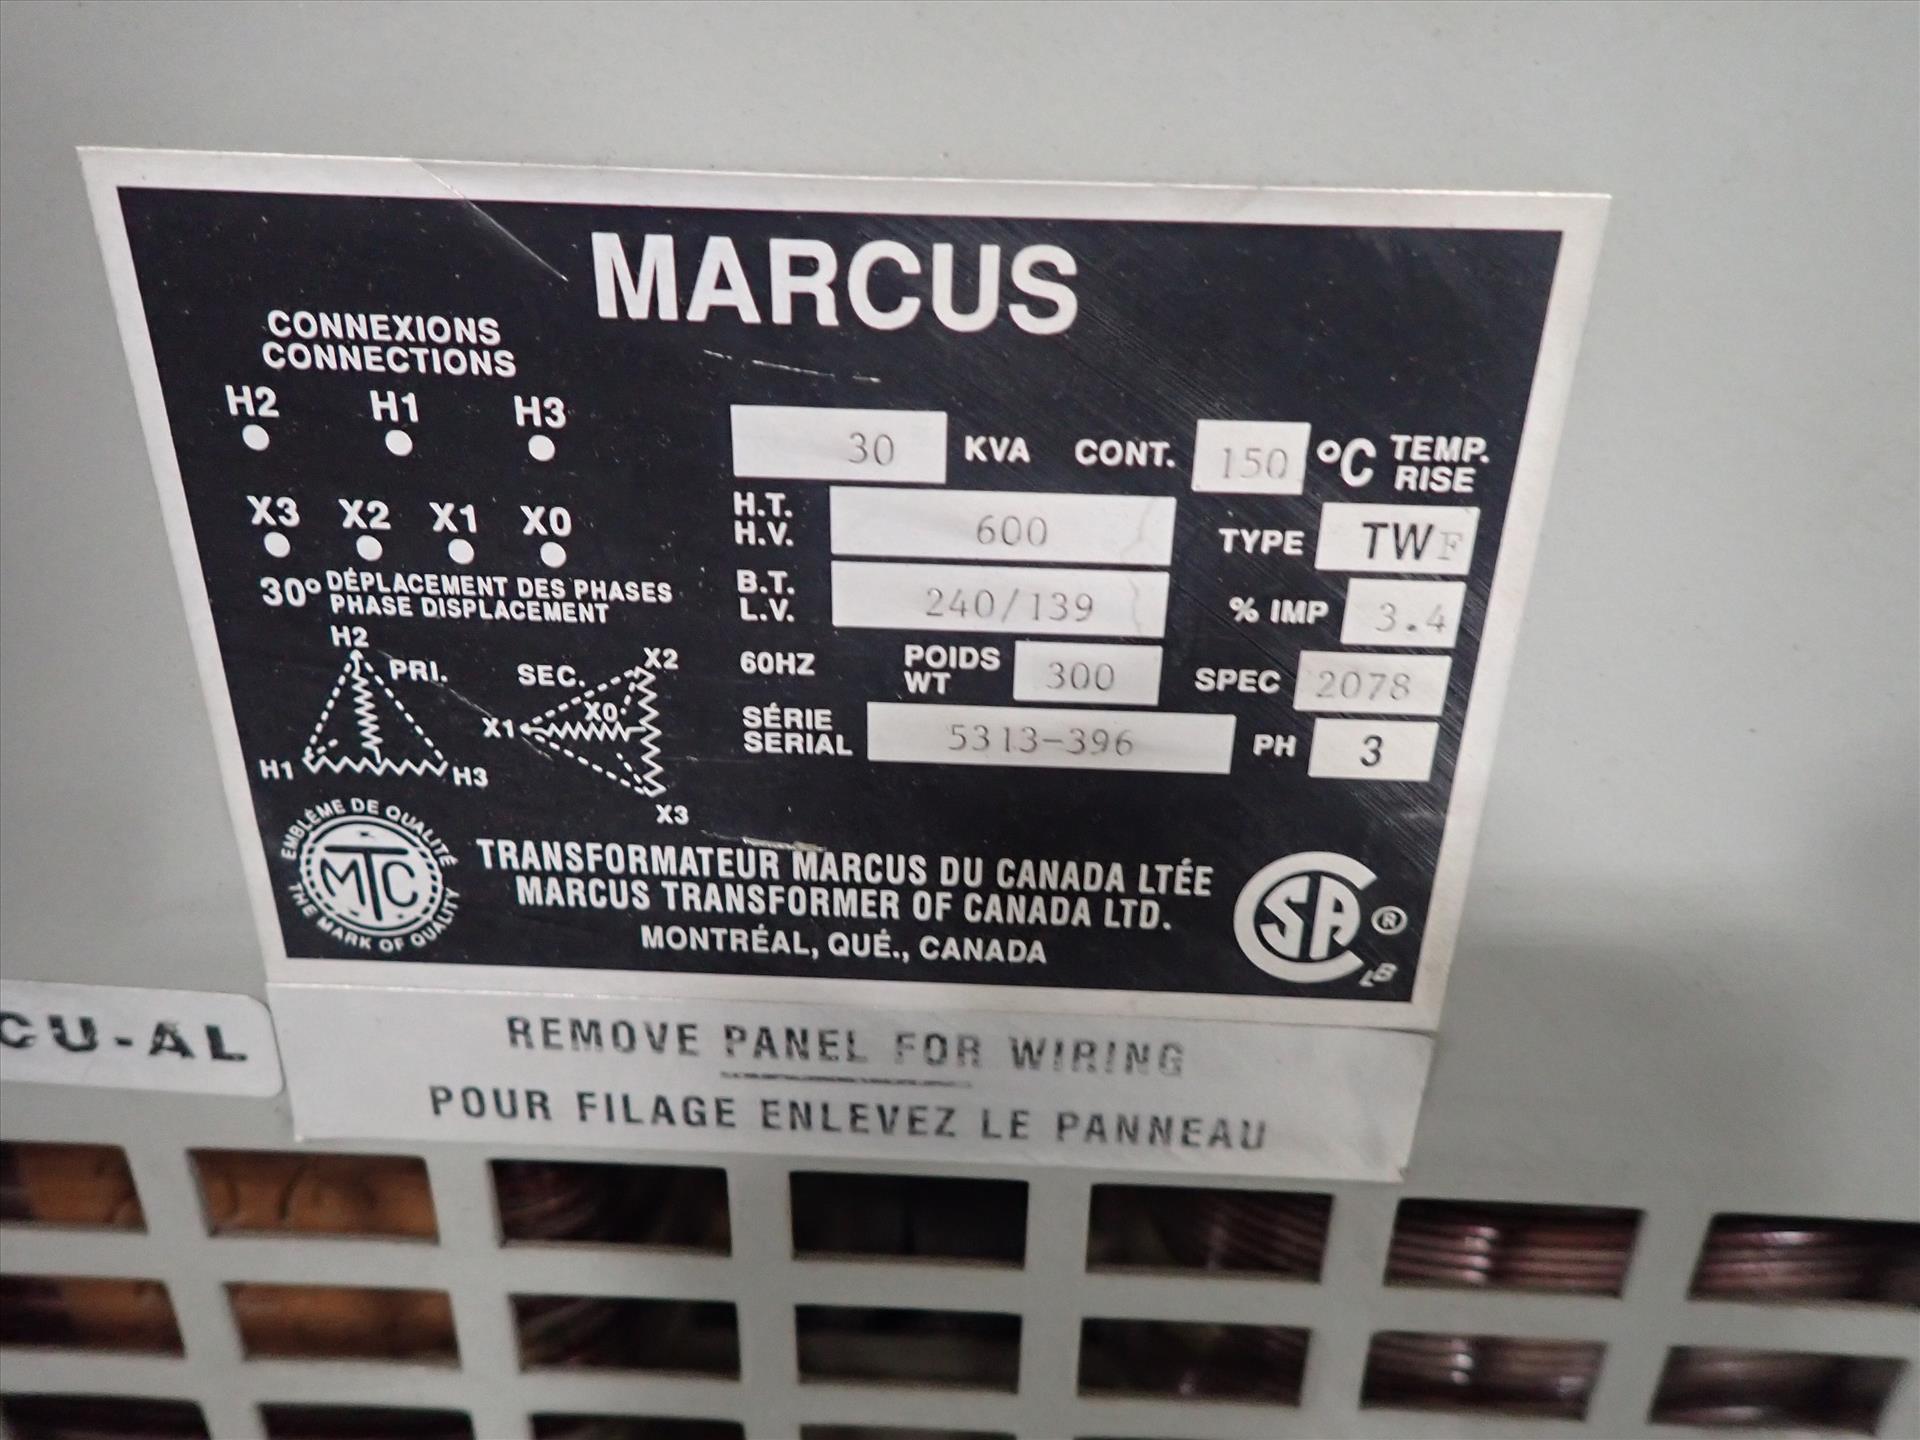 MARCUS
CONNEXIONS
CONNECTIONS
H2 H1 H3
X3 X2 X1 X0
30° DÉPLACEMENT DES PHASES
PHASE DISPLACEMENT
H2
PRI.
H1
H3
SEC.
X2
X0
X1
X3
30 KVA CONT. 150 °C TEMP. RISE
H.T.
H.V. 600 TYPE TWF
B.T.
L.V. 240/139 % IMP 3.4
60HZ POIDS
WT 300 SPEC 2078
SÉRIE
SERIAL 5313-396 PH 3
EMBLÈME DE QUALITÉ
MTC
THE MARK OF QUALITY
TRANSFORMATEUR MARCUS DU CANADA LTÉE
MARCUS TRANSFORMER OF CANADA LTD.
MONTRÉAL, QUÉ., CANADA
CSA ®
LB
CU-AL
REMOVE PANEL FOR WIRING
POUR FILAGE ENLEVEZ LE PANNEAU